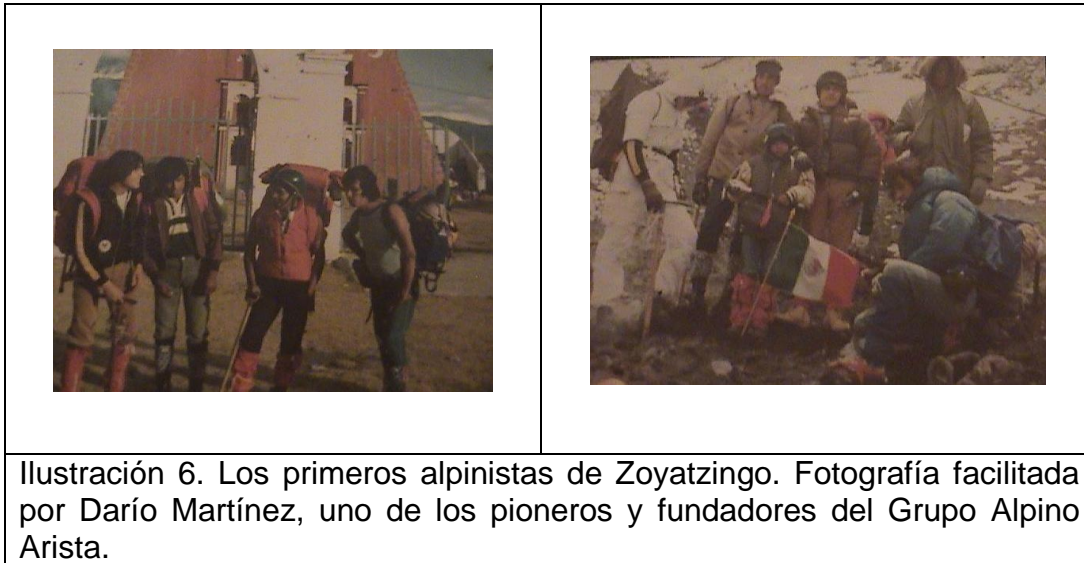 Ilustración 6. Los primeros alpinistas de Zoyatzingo. Fotografía facilitada
por Darío Martínez, uno de los pioneros y fundadores del Grupo Alpino
Arista.